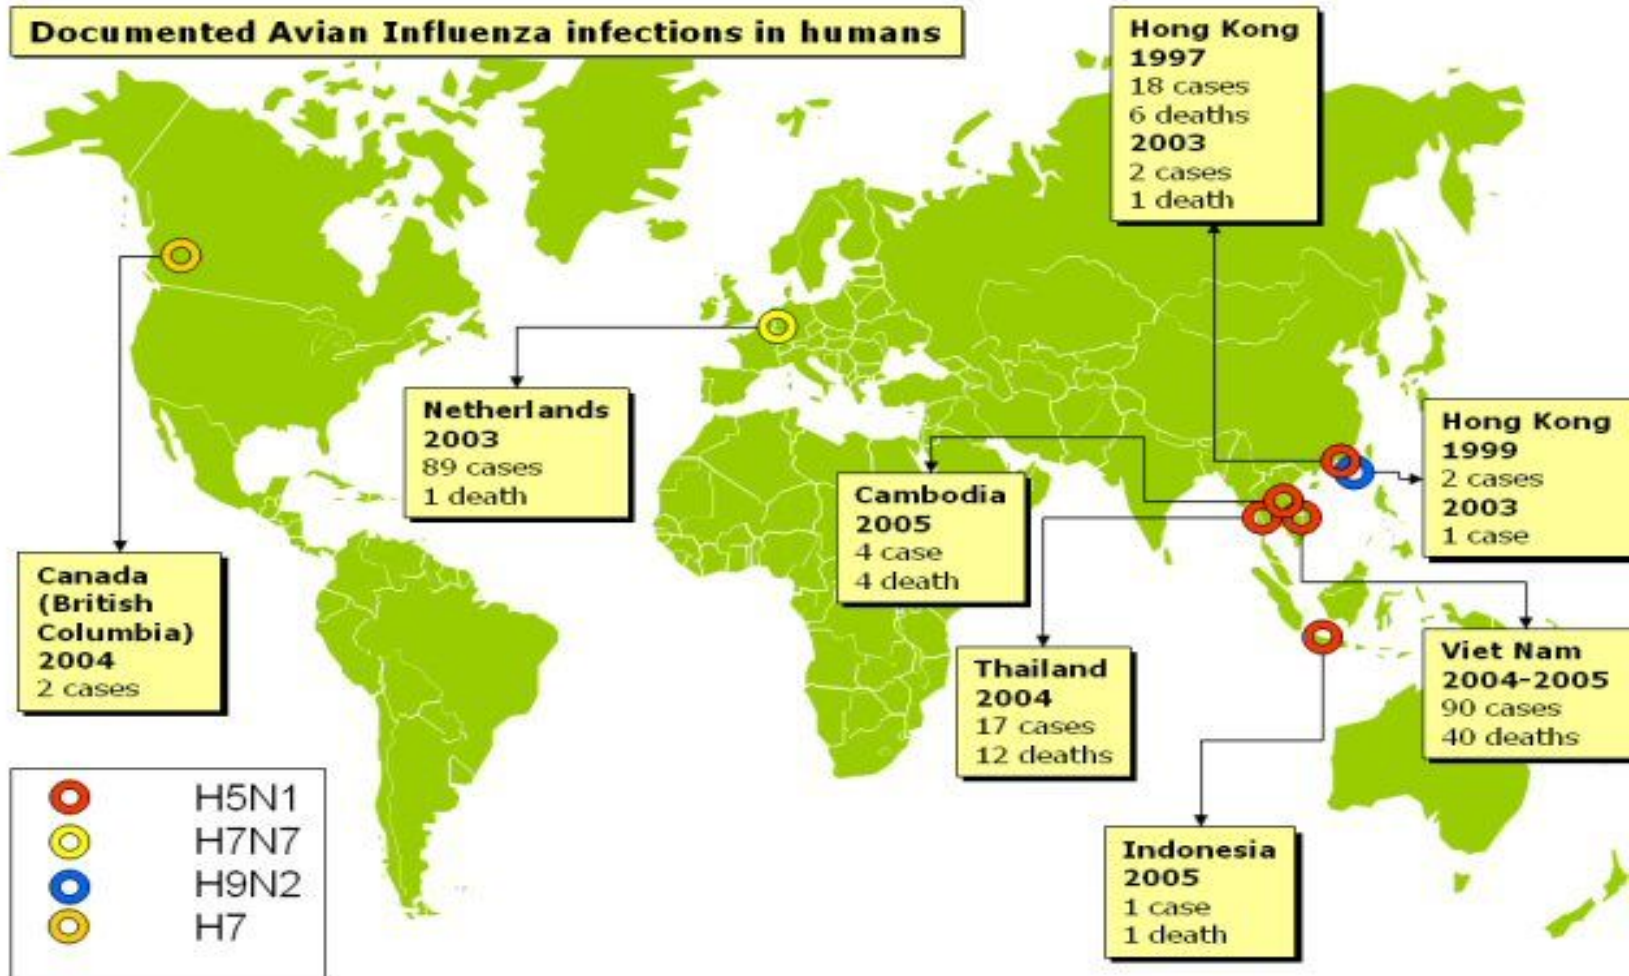 Documented Avian Influenza infections in humans
Hong Kong
1997
18 cases
6 deaths
2003
2 cases
1 death
Netherlands
2003
89 cases
1 death
Hong Kong
1999
2 cases
2003
1 case
Cambodia
2005
4 case
4 death
Canada
(British
Columbia)
2004
2 cases
Thailand
2004
17 cases
12 deaths
Viet Nam
2004-2005
90 cases
40 deaths
Indonesia
2005
1 case
1 death
H5N1
H7N7
H9N2
H7